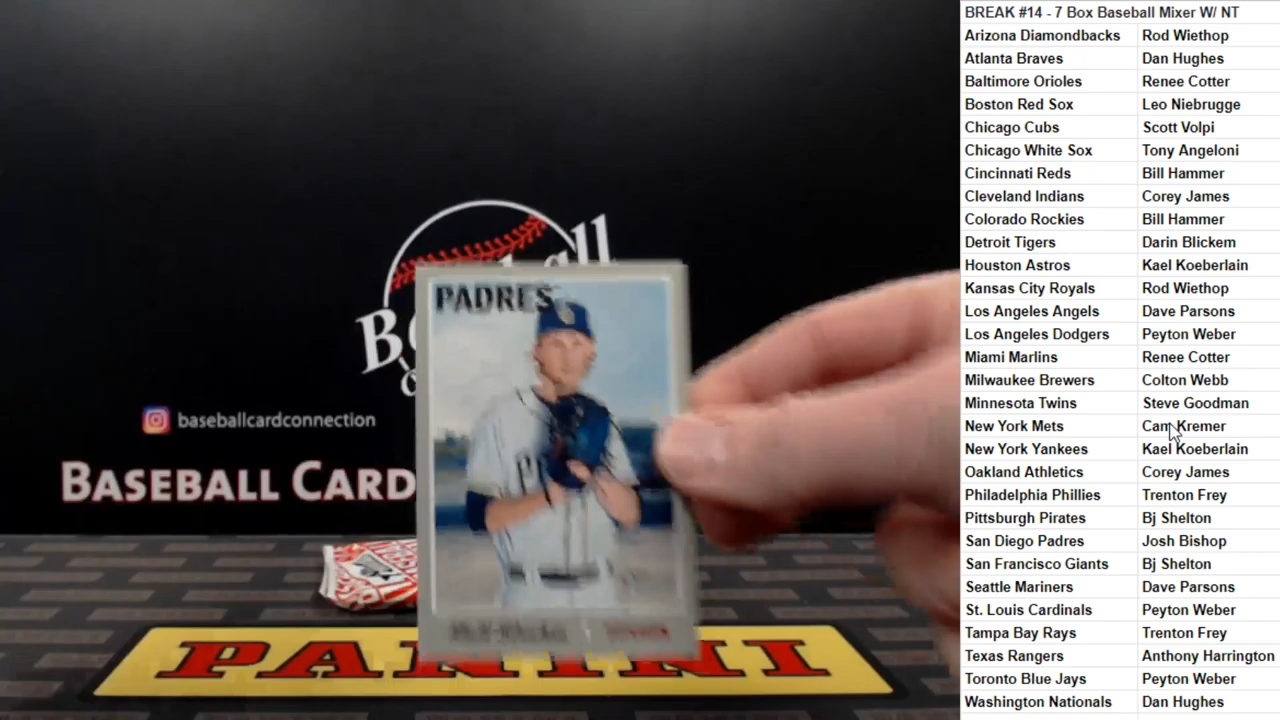 BREAK #14 - 7 Box Baseball Mixer W/ NT
Arizona Diamondbacks Rod Wiethop
Atlanta Braves Dan Hughes
Baltimore Orioles Renee Cotter
Boston Red Sox Leo Niebrugge
Chicago Cubs Scott Volpi
Chicago White Sox Tony Angeloni
Cincinnati Reds Bill Hammer
Cleveland Indians Corey James
Colorado Rockies Bill Hammer
Detroit Tigers Darin Blickem
Houston Astros Kael Koeberlain
Kansas City Royals Rod Wiethop
Los Angeles Angels Dave Parsons
Los Angeles Dodgers Peyton Weber
Miami Marlins Renee Cotter
Milwaukee Brewers Colton Webb
Minnesota Twins Steve Goodman
New York Mets Cam Kremer
New York Yankees Kael Koeberlain
Oakland Athletics Corey James
Philadelphia Phillies Trenton Frey
Pittsburgh Pirates Bj Shelton
San Diego Padres Josh Bishop
San Francisco Giants Bj Shelton
Seattle Mariners Dave Parsons
St. Louis Cardinals Peyton Weber
Tampa Bay Rays Trenton Frey
Texas Rangers Anthony Harrington
Toronto Blue Jays Peyton Weber
Washington Nationals Dan Hughes
PADRES
baseballcardconnection
BASEBALL CARD
PANINI